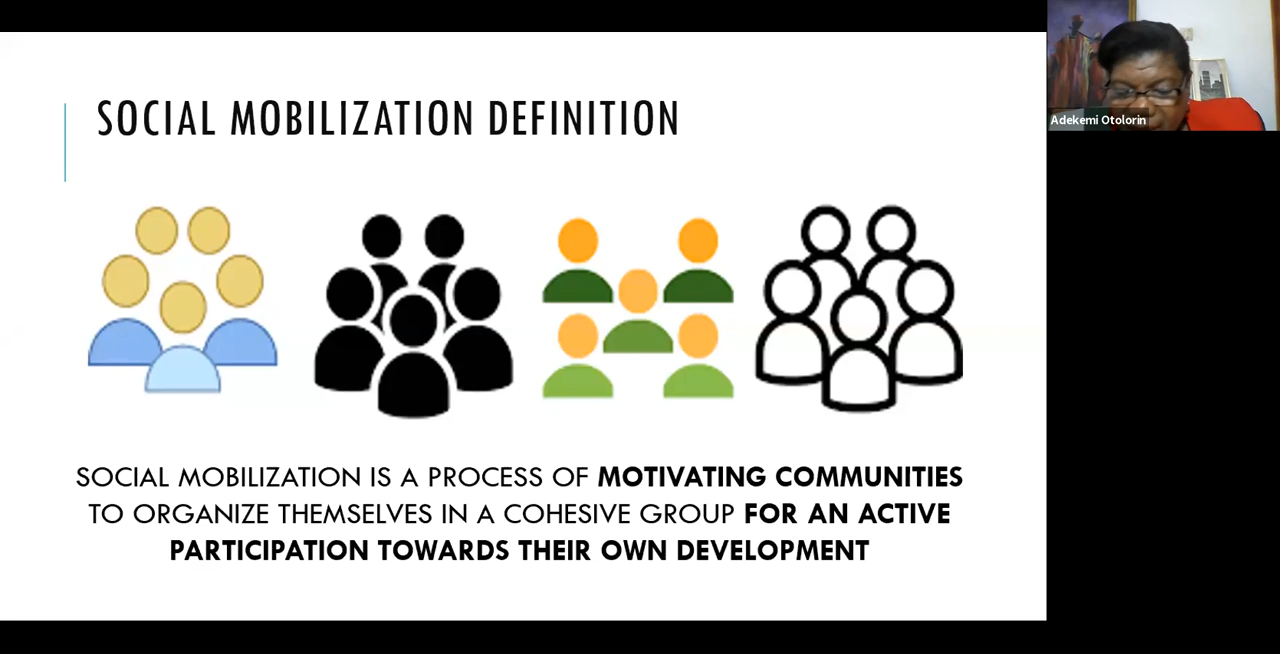 SOCIAL MOBILIZATION DEFINITION
SOCIAL MOBILIZATION IS A PROCESS OF MOTIVATING COMMUNITIES
TO ORGANIZE THEMSELVES IN A COHESIVE GROUP FOR AN ACTIVE
PARTICIPATION TOWARDS THEIR OWN DEVELOPMENT
Adekemi Otolorin